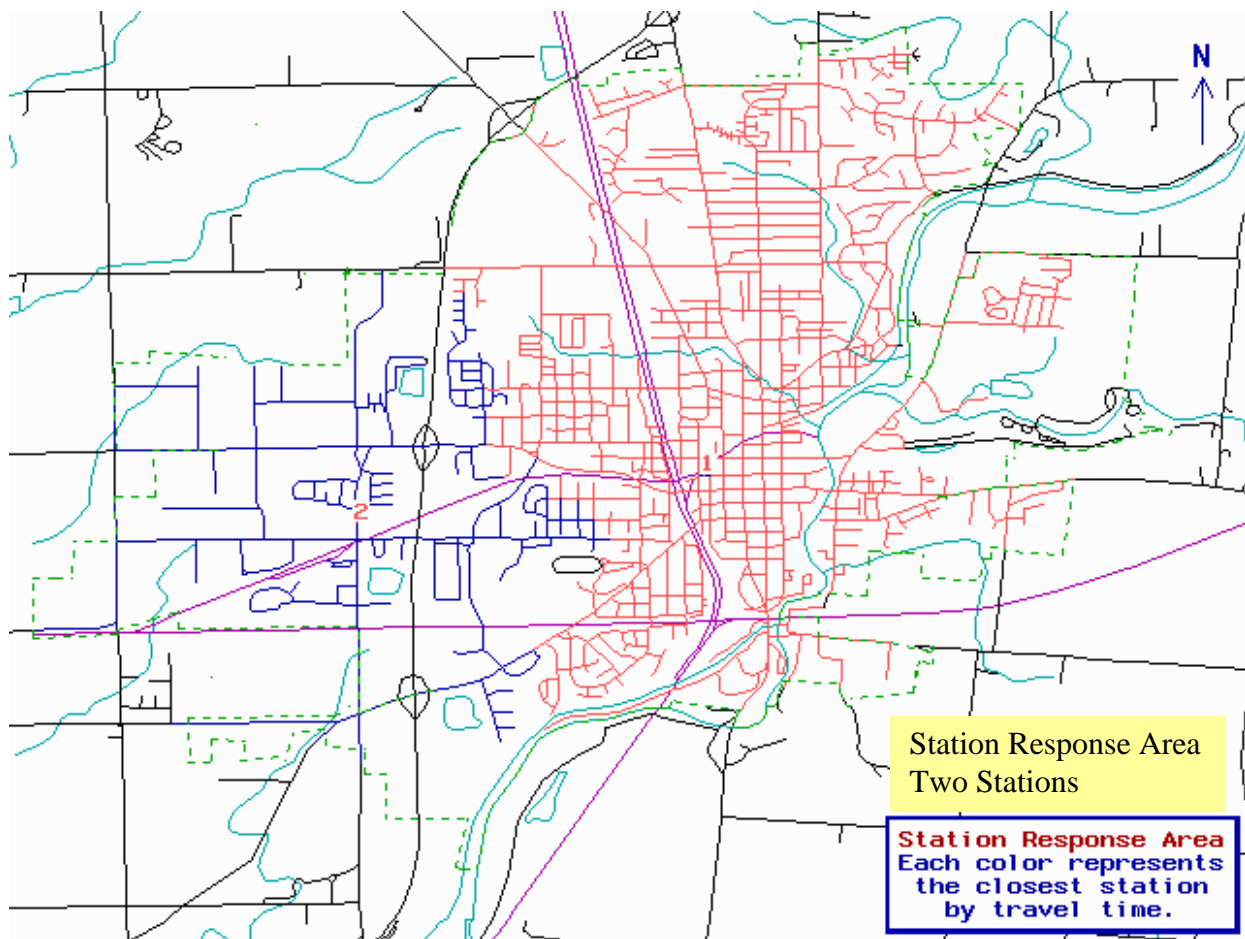 N
1
2
Station Response Area
Two Stations
Station Response Area
Each color represents
the closest station
by travel time.